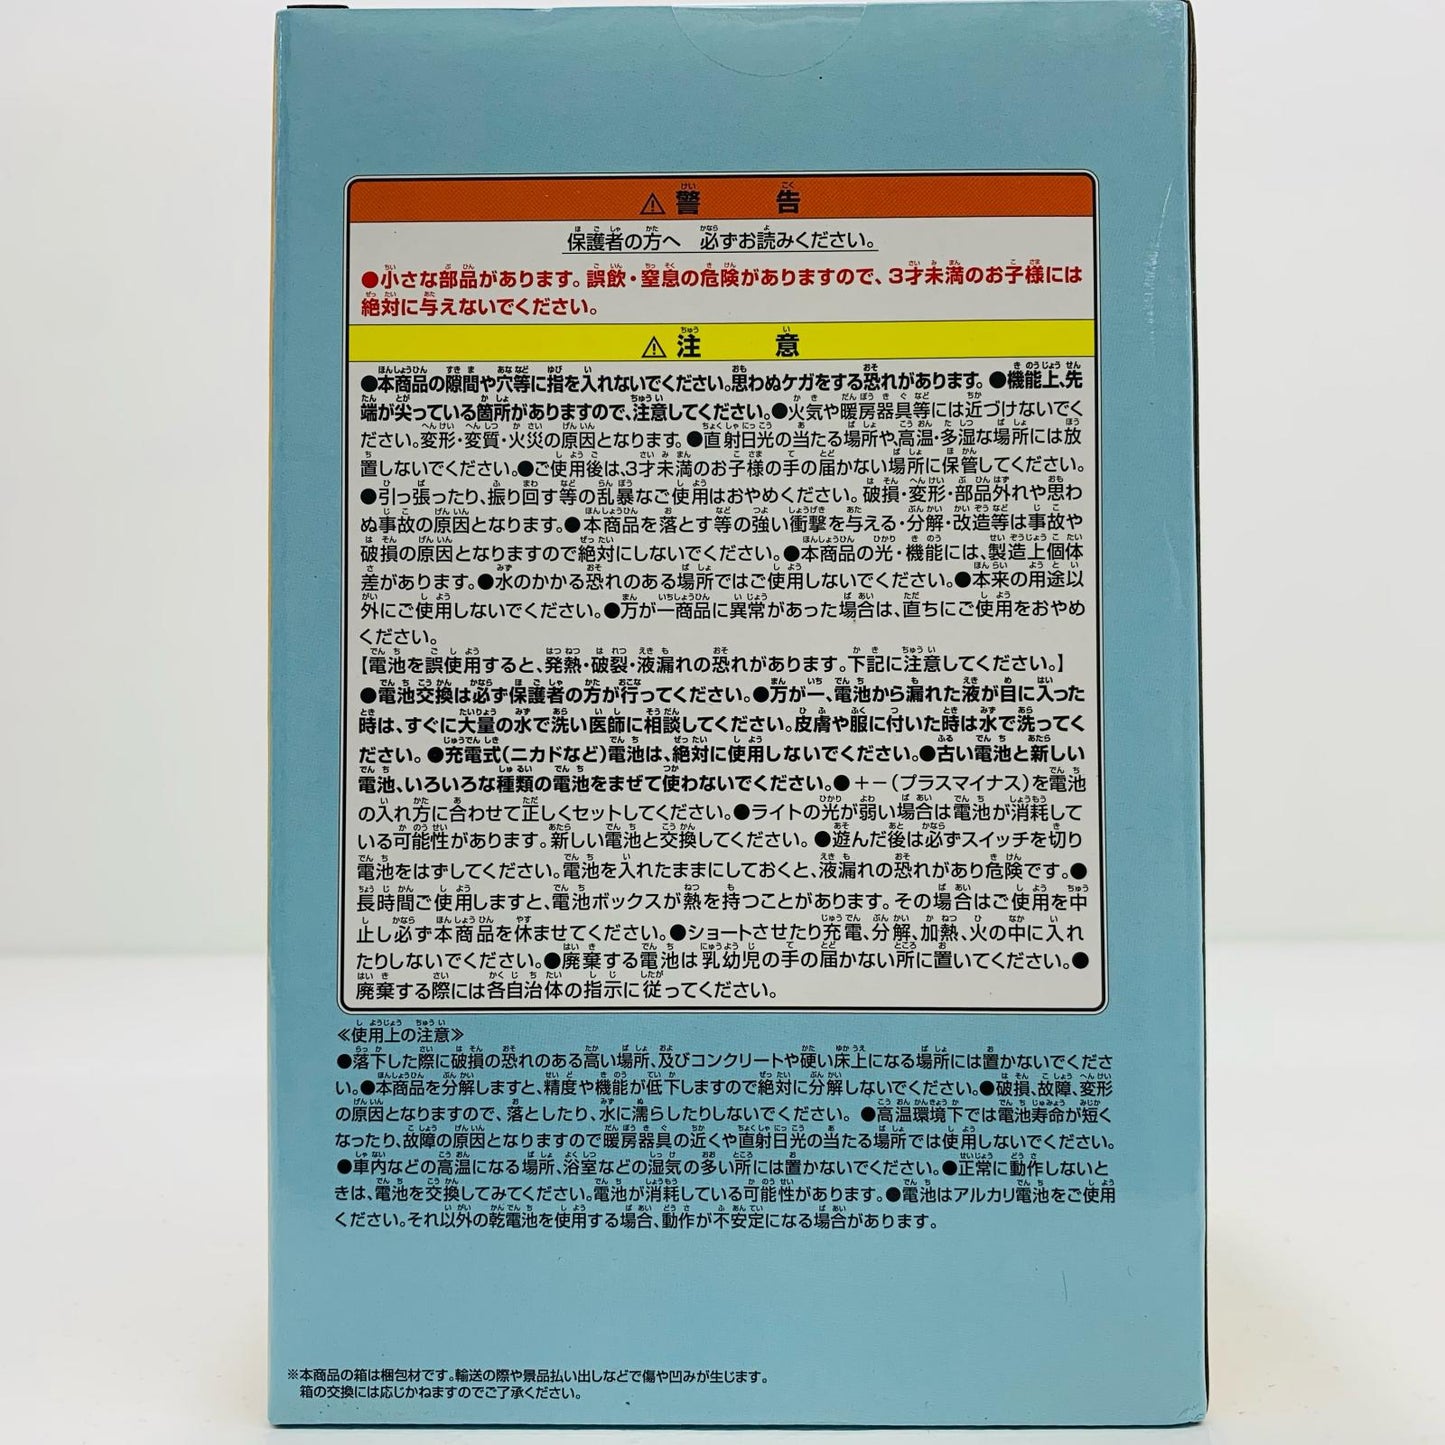 ⚠警告
保護者の方へ 必ずお読みください。
●小さな部品があります。誤飲・窒息の危険がありますので、3才未満のお子様には
絶対に与えないでください。
⚠注意
●本商品の隙間や穴等に指を入れないでください。思わぬケガをする恐れがあります。●機能上、先
端が尖っている箇所がありますので、注意してください。●火気や暖房器具等には近づけないでく
ださい。変形・変質・火災の原因となります。●直射日光の当たる場所や、高温・多湿な場所には放
置しないでください。●ご使用後は、3才未満のお子様の手の届かない場所に保管してください。
●引っ張ったり、振り回す等の乱暴なご使用はおやめください。破損・変形・部品外れや思わ
ぬ事故の原因となります。●本商品を落とす等の強い衝撃を与える・分解・改造等は事故や
破損の原因となりますので絶対にしないでください。●本商品の光・機能には、製造上個体
差があります。●水のかかる恐れのある場所ではご使用しないでください。●本来の用途以
外にご使用しないでください。●万が一商品に異常があった場合は、直ちにご使用をおやめ
ください。
【電池を誤使用すると、発熱・破裂・液漏れの恐れがあります。下記に注意してください。】
●電池交換は必ず保護者の方が行ってください。●万が一、電池から漏れた液が目に入った
時は、すぐに大量の水で洗い医師に相談してください。皮膚や服に付いた時は水で洗ってく
ださい。●充電式(ニカドなど)電池は、絶対に使用しないでください。●古い電池と新しい
電池、いろいろな種類の電池をまぜて使わないでください。●＋－(プラスマイナス)を電池
の入れ方に合わせて正しくセットしてください。●ライトの光が弱い場合は電池が消耗して
いる可能性があります。新しい電池と交換してください。●遊んだ後は必ずスイッチを切り
電池をはずしてください。電池を入れたままにしておくと、液漏れの恐れがあり危険です。●
長時間ご使用しますと、電池ボックスが熱を持つことがあります。その場合はご使用を中
止し必ず本商品を休ませてください。●ショートさせたり充電、分解、加熱、火の中に入れ
たりしないでください。●廃棄する電池は乳幼児の手の届かない所に置いてください。●
廃棄する際には各自治体の指示に従ってください。
≪使用上の注意≫
●落下した際に破損の恐れのある高い場所、及びコンクリートや硬い床上になる場所には置かないでくださ
い。●本商品を分解しますと、精度や機能が低下しますので絶対に分解しないでください。●破損、故障、変形
の原因となりますので、落としたり、水に濡らしたりしないでください。●高温環境下では電池寿命が短く
なったり、故障の原因となりますので暖房器具の近くや直射日光の当たる場所では使用しないでください。
●車内などの高温になる場所、浴室などの湿気の多い所には置かないでください。●正常に動作しないと
きは、電池を交換してみてください。電池が消耗している可能性があります。●電池はアルカリ電池をご使用
ください。それ以外の乾電池を使用する場合、動作が不安定になる場合があります。
※本商品の箱は梱包材です。輸送の際や景品払い出しなどで傷や凹みが生じます。
箱の交換には応じかねますのでご了承ください。